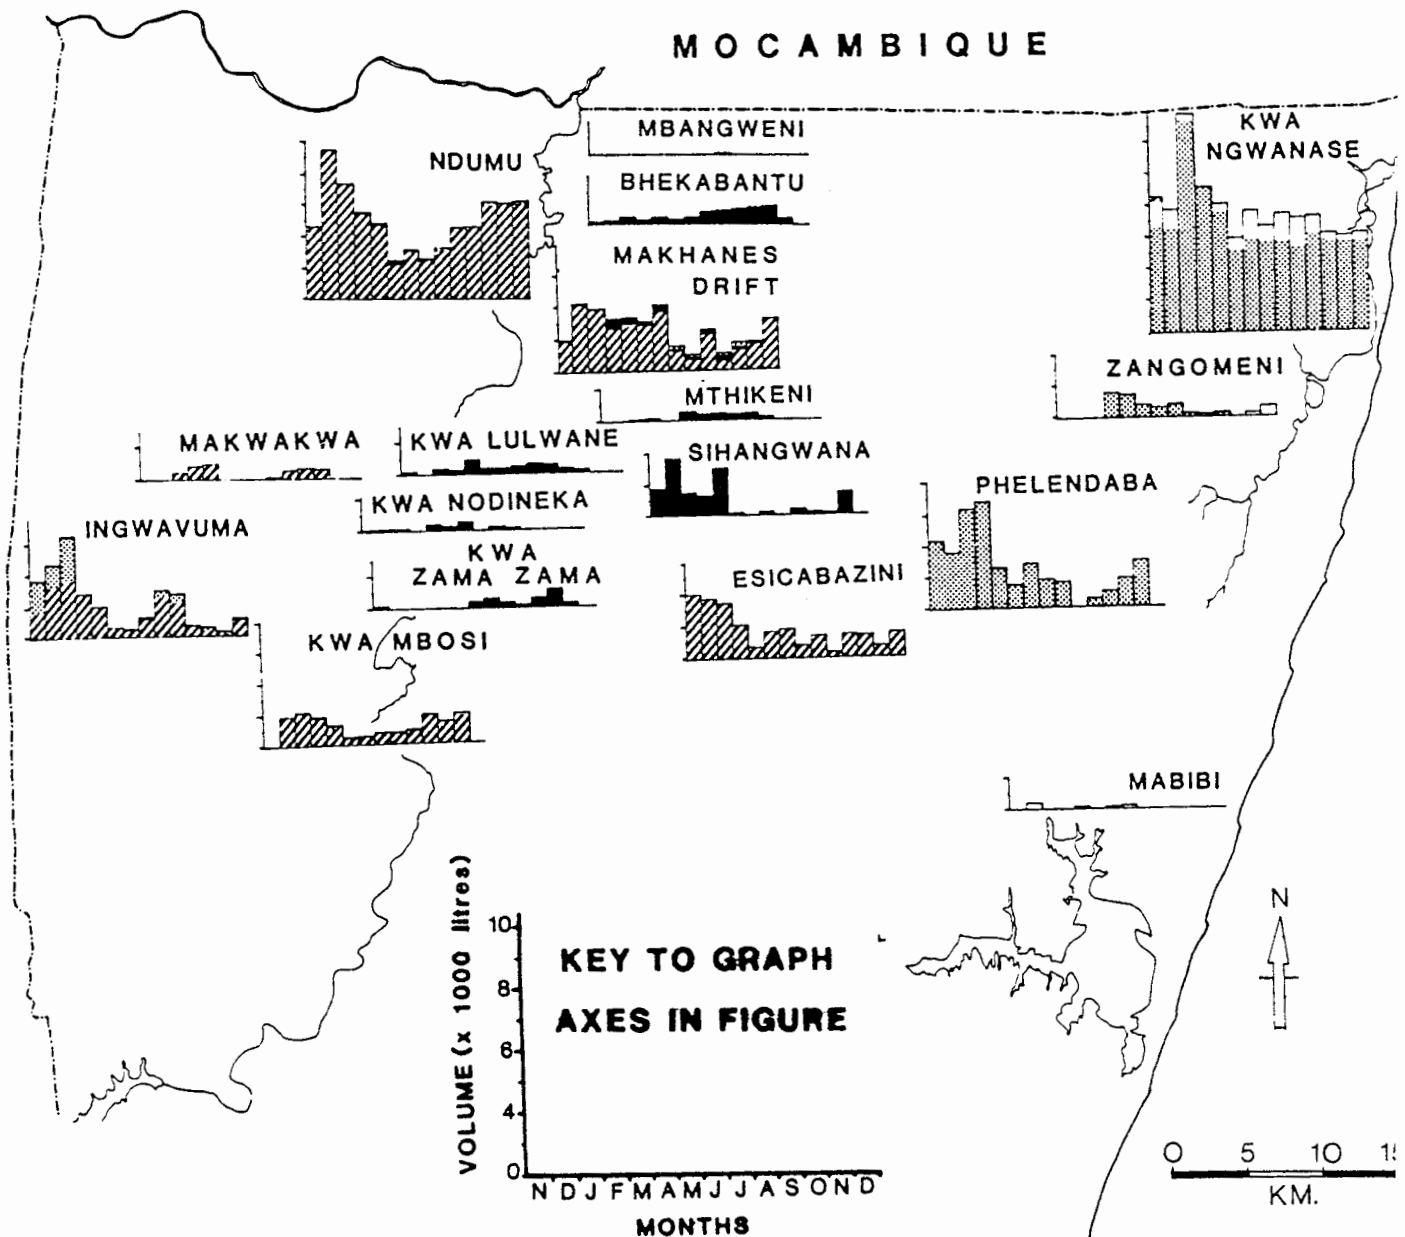 MOCAMBIQUE
MBANGWENI
KWA
NGWANASE
NDUMU
BHEKABANTU
MAKHANES
DRIFT
ZANGOMENI
MTHIKENI
MAKWAKWA
KWA LULWANE
SIHANGWANA
PHELENDABA
KWA NODINEKA
INGWAVUMA
KWA
ZAMA ZAMA
ESICABAZINI
KWA MBOSI
MABIBI
VOLUME (x 1000 litres)
10
8
6
4
0
KEY TO GRAPH
AXES IN FIGURE
N D J F M A M J J A S O N D
MONTHS
N
0 5 10
KM.